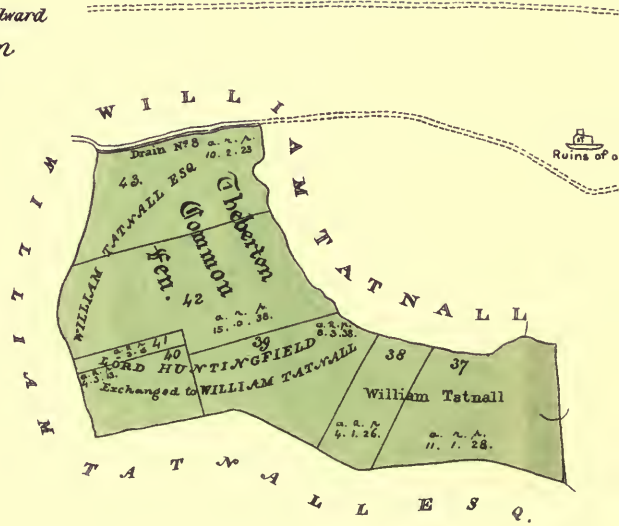 dward
n
WILLIAM TATNALL
Ruins of a
Drain Nº 8
a. r. p.
10. 2. 23
43.
WILLIAM TATNALL ESQ
Theberton
Common
Fen.
42
a. r. p.
15. 0. 38.
a. r. p.
41
40
39
a. r. p.
8. 3. 38.
LORD HUNTINGFIELD
a. r. p.
Exchanged to WILLIAM TATNALL
38
37
William Tatnall
a. r. p.
4. 1. 26.
a. r. p.
11. 1. 28.
WILLIAM
TATNALL ESQ.